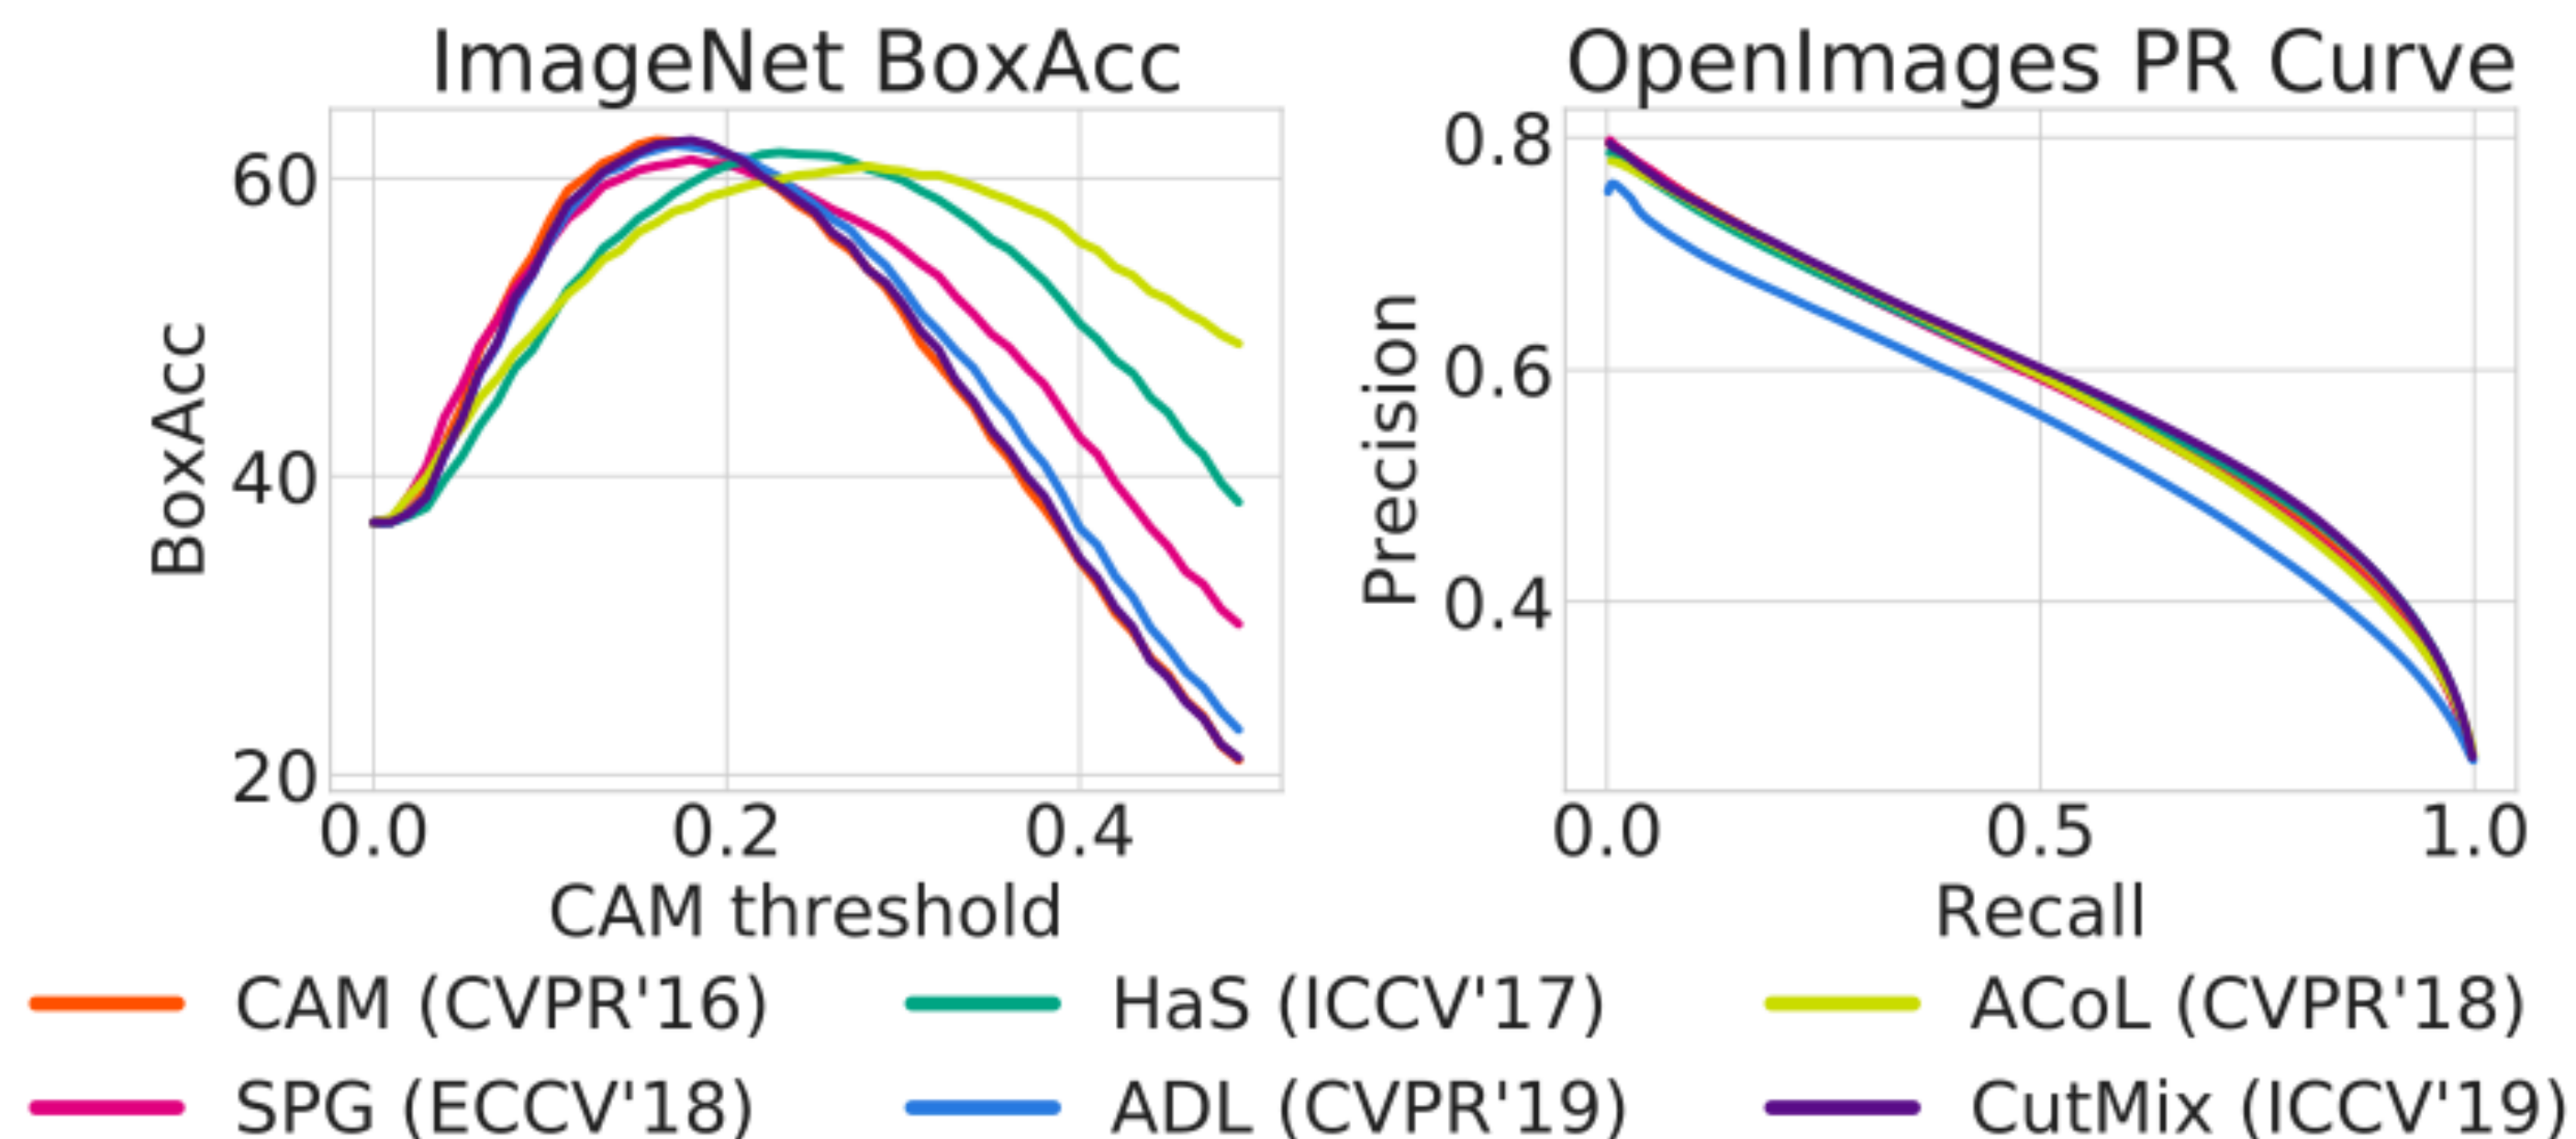 ImageNet BoxAcc
60
40
20
BoxAcc
0.0 0.2 0.4
CAM threshold
OpenImages PR Curve
0.8
0.6
0.4
Precision
0.0 0.5 1.0
Recall
CAM (CVPR'16) HaS (ICCV'17) ACoL (CVPR'18)
SPG (ECCV'18) ADL (CVPR'19) CutMix (ICCV'19)